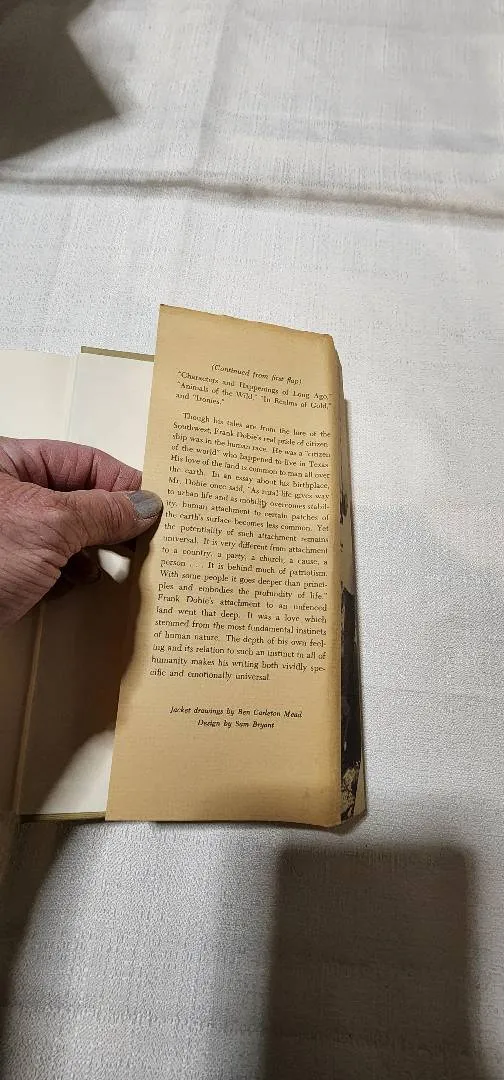 (Continued from first flap)
"Characters and Happenings of Long Ago,"
"Animals of the Wild," "In Realms of Gold,"
and "Ironies."
Though his tales are from the lore of the
Southwest, Frank Dobie's real pride of citizen-
ship was in the human race. He was a "citizen
of the world" who happened to live in Texas.
His love of the land is common to man all over
the earth. In an essay about his birthplace,
Mr. Dobie once said, "As rural life gives way
to urban life and as mobility overcomes stabil-
ity, human attachment to certain patches of
the earth's surface becomes less common. Yet
the potentiality of such attachment remains
universal. It is very different from attachment
to a country, a party, a church, a cause, a
person . . . It is behind much of patriotism.
With some people it goes deeper than princi-
ples and embodies the profundity of life."
Frank Dobie's attachment to an unfenced
land went that deep. It was a love which
stemmed from the most fundamental instincts
of human nature. The depth of his own feel-
ing and its relation to such an instinct in all of
humanity makes his writing both vividly spe-
cific and emotionally universal.
Jacket drawings by Ben Carleton Mead
Design by Sam Bryant